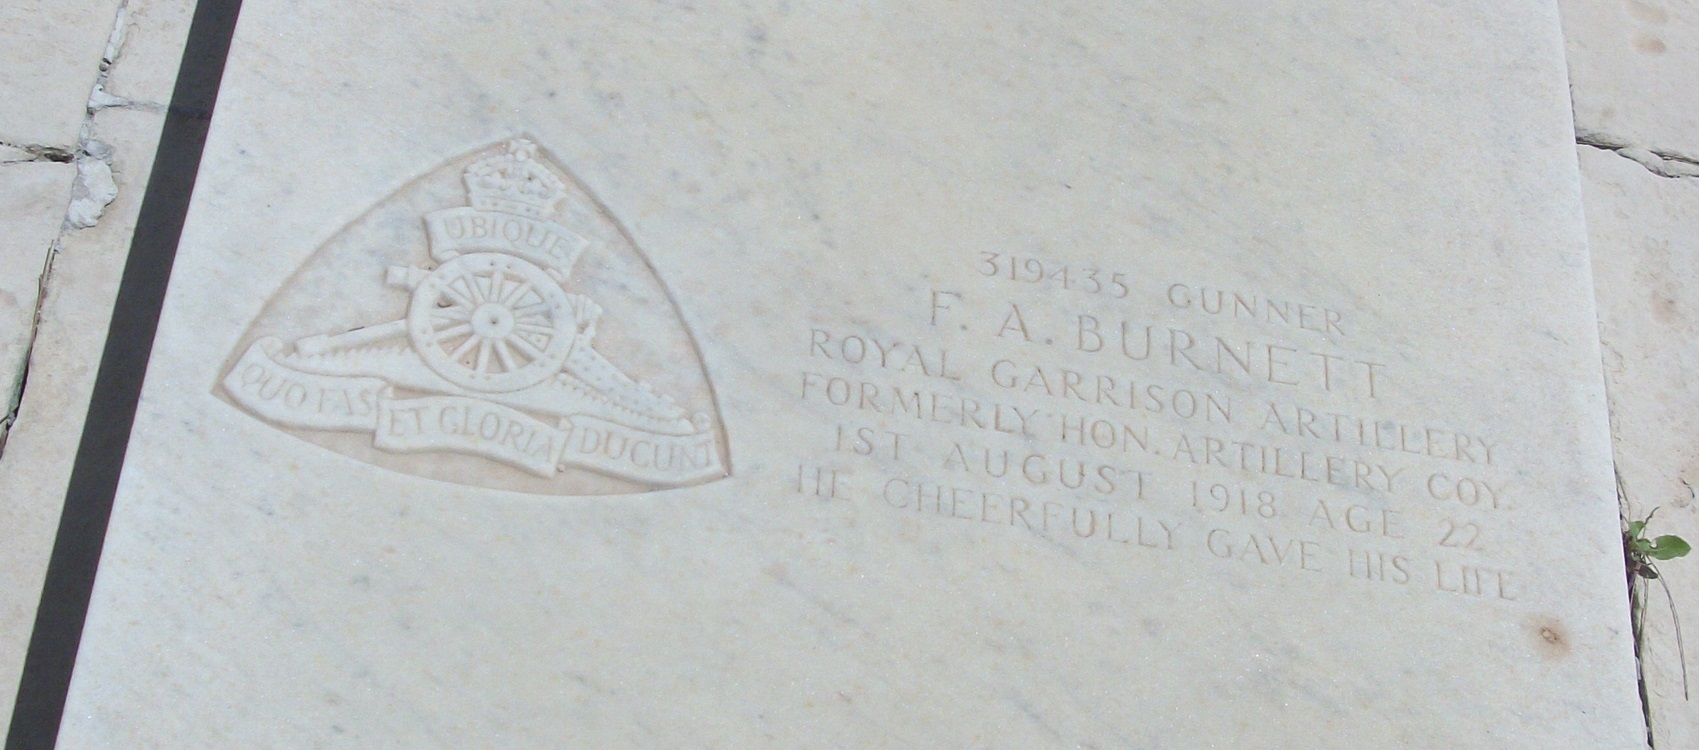 UBIQUE
QUO FAS ET GLORIA DUCUNT
319435 GUNNER
F. A. BURNETT
ROYAL GARRISON ARTILLERY
FORMERLY HON. ARTILLERY COY.
1ST AUGUST 1918 AGE 22
HE CHEERFULLY GAVE HIS LIFE